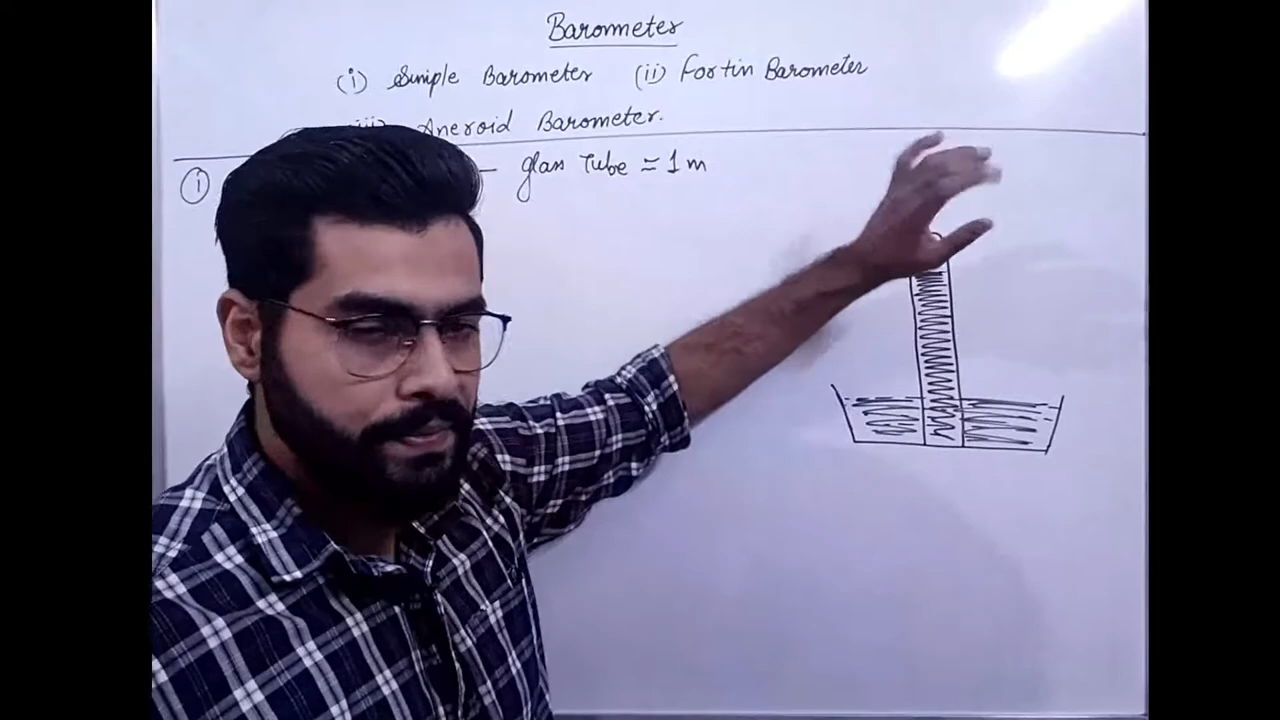 Barometer
(i) Simple Barometer (ii) Fortin Barometer
Aneroid Barometer.
(i) — glass Tube ≈ 1 m